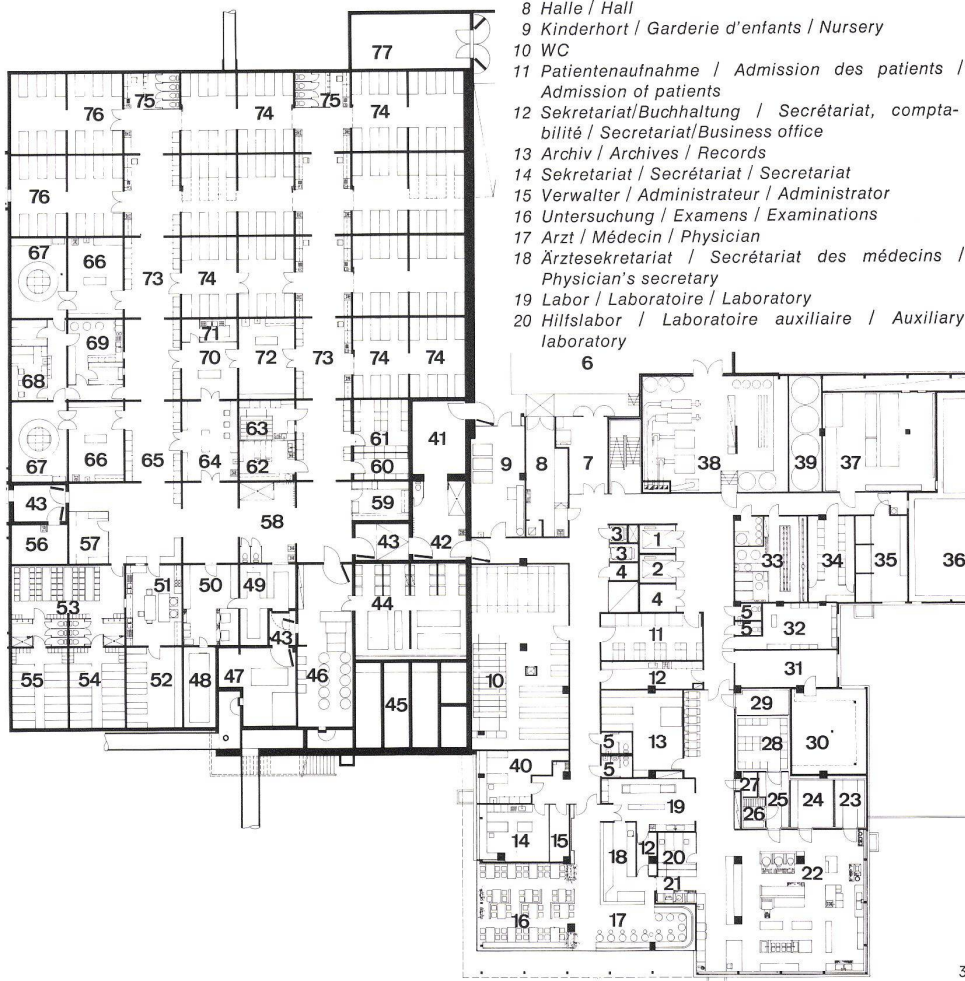 8 Halle / Hall
9 Kinderhort / Garderie d'enfants / Nursery
10 WC
11 Patientenaufnahme / Admission des patients /
Admission of patients
12 Sekretariat/Buchhaltung / Secrétariat, compta-
bilité / Secretariat/Business office
13 Archiv / Archives / Records
14 Sekretariat / Secrétariat / Secretariat
15 Verwalter / Administrateur / Administrator
16 Untersuchung / Examens / Examinations
17 Arzt / Médecin / Physician
18 Ärztesekretariat / Secrétariat des médecins /
Physician's secretary
19 Labor / Laboratoire / Laboratory
20 Hilfslabor / Laboratoire auxiliaire / Auxiliary
laboratory
77
76 75 74 75 74
76
67 66 73 74
71
68 69 70 72 73 74 74
6
63 61 41 9 8 7 38 39 37
67 66 65 64 62 60
59
43 58 43 42 3 1
56 57 3 2 33 34 35 36
4
51 50 49 44 4
53 5
43 11 5 32
55 54 52 48 47 46 45 10 12 31
29
13 28 30
5
40 5 27 25 24 23
19 26
14 15 18 12 20
21 22
16 17
3